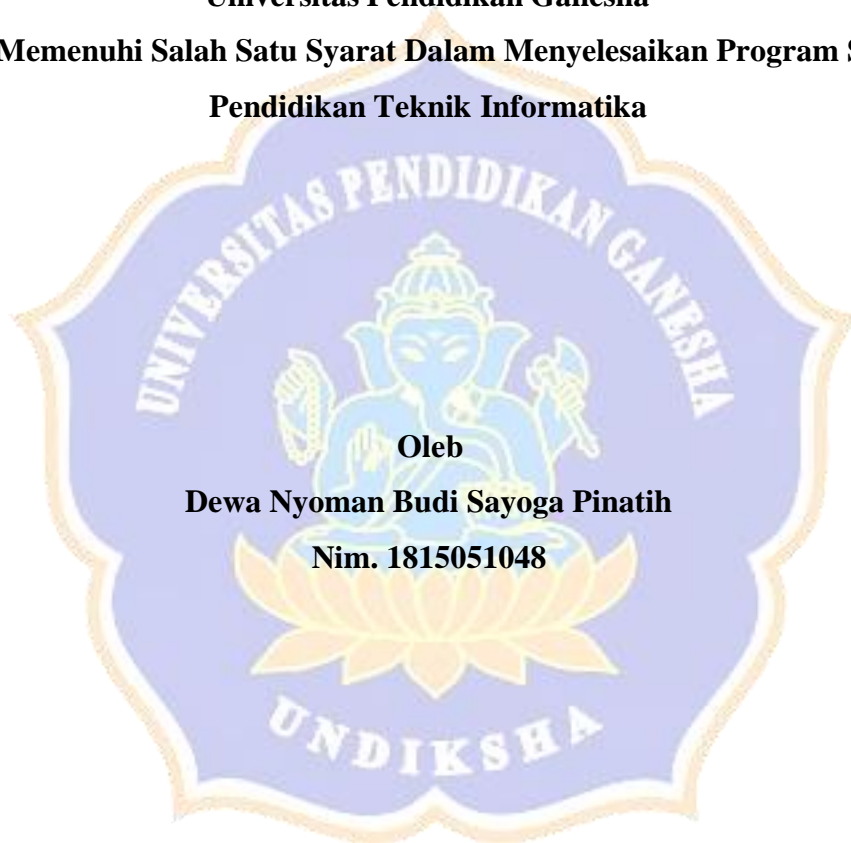 Universitas Pendidikan Ganesha
Memenuhi Salah Satu Syarat Dalam Menyelesaikan Program
Pendidikan Teknik Informatika
UNIVERSITAS PENDIDIKAN GANESHA
Oleb
Dewa Nyoman Budi Sayoga Pinatih
Nim. 1815051048
UNDIKSHA